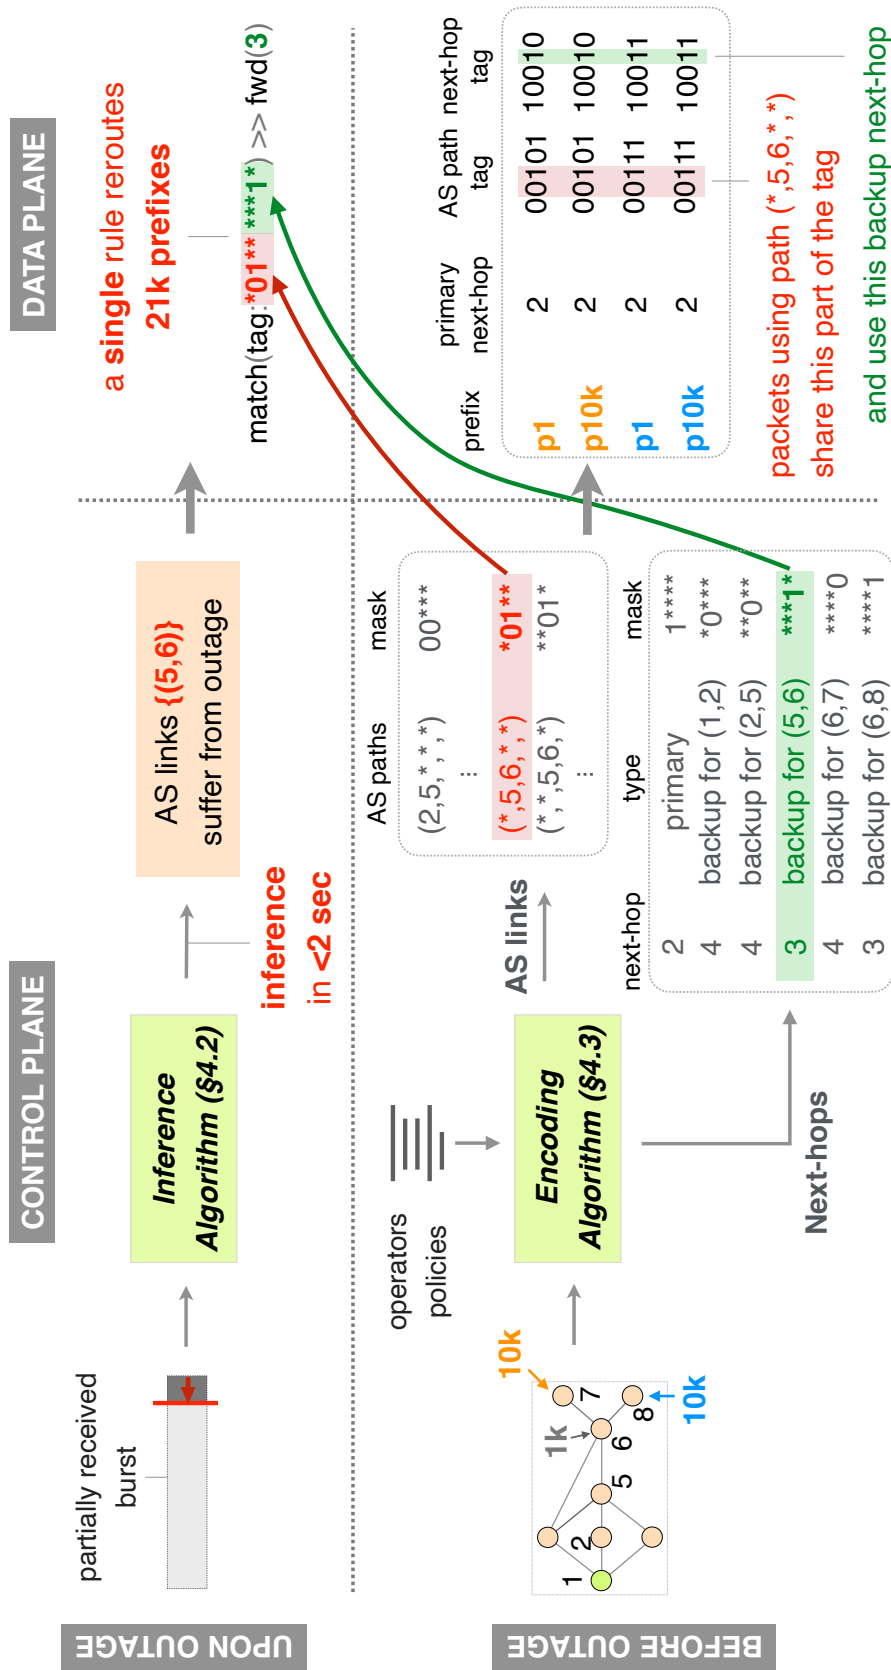 CONTROL PLANE
DATA PLANE
UPON OUTAGE
partially received
burst
Inference
Algorithm (§4.2)
inference
in <2 sec
AS links {(5,6)}
suffer from outage
a single rule reroutes
21k prefixes
match(tag:*01** ***1*) >> fwd(3)
BEFORE OUTAGE
1
2
5
6
7
8
1k
10k
10k
operators
policies
Encoding
Algorithm (§4.3)
AS links
Next-hops
AS paths mask
(2,5,*,*,*) 00***
:
(*,5,6,*,*) *01**
(*,*,5,6,*) **01*
:
next-hop type mask
2 primary 1****
4 backup for (1,2) *0***
4 backup for (2,5) **0**
3 backup for (5,6) ***1*
4 backup for (6,7) ****0
3 backup for (6,8) ****1
prefix primary next-hop AS path tag next-hop tag
p1 2 00101 10010
p10k 2 00101 10010
p1 2 00111 10011
p10k 2 00111 10011
packets using path (*,5,6,*,*)
share this part of the tag
and use this backup next-hop